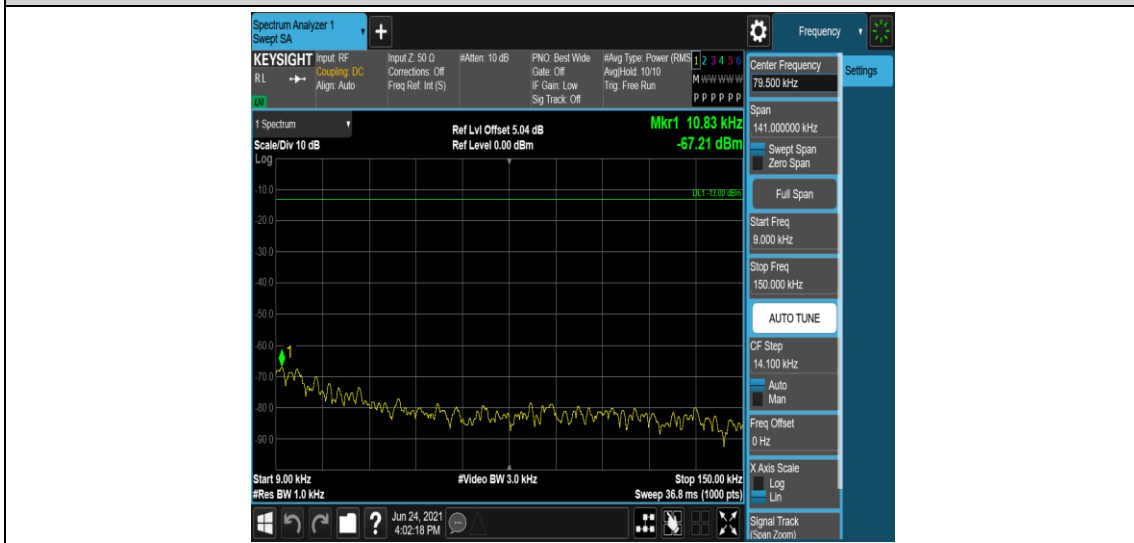 Spectrum Analyzer 1
Swept SA
+
Frequency
KEYSIGHT
RL
Input: RF
Coupling: DC
Align: Auto
Input Z: 50 Ω
Corrections: Off
Freq Ref: Int (S)
#Atten: 10 dB
PNO: Best Wide
Gate: Off
IF Gain: Low
Sig Track: Off
#Avg Type: Power (RMS
Avg|Hold: 10/10
Trig: Free Run
1 2 3 4 5 6
M W W W W W
P P P P P P
1 Spectrum
Scale/Div 10 dB
Log
Ref Lvl Offset 5.04 dB
Ref Level 0.00 dBm
Mkr1 10.83 kHz
-67.21 dBm
DL1 -13.00 dBm
-10.0
-20.0
-30.0
-40.0
-50.0
-60.0
-70.0
-80.0
-90.0
1
Start 9.00 kHz
#Res BW 1.0 kHz
#Video BW 3.0 kHz
Stop 150.00 kHz
Sweep 36.8 ms (1000 pts)
?
Jun 24, 2021
4:02:18 PM
Center Frequency
79.500 kHz
Settings
Span
141.000000 kHz
Swept Span
Zero Span
Full Span
Start Freq
9.000 kHz
Stop Freq
150.000 kHz
AUTO TUNE
CF Step
14.100 kHz
Auto
Man
Freq Offset
0 Hz
X Axis Scale
Log
Lin
Signal Track
(Span Zoom)